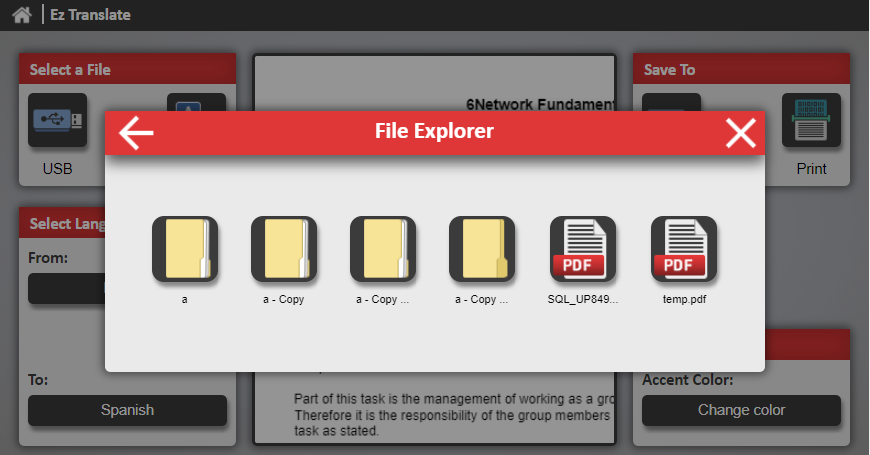 Ez Translate
Select a File
Save To
6Network Fundament
File Explorer
USB
Print
Select Lang
From:
a
a - Copy
a - Copy ...
a - Copy ...
PDF
SQL_UP849...
PDF
temp.pdf
To:
Spanish
Accent Color:
Change color
Part of this task is the management of working as a gro
Therefore it is the responsibility of the group members
task as stated.